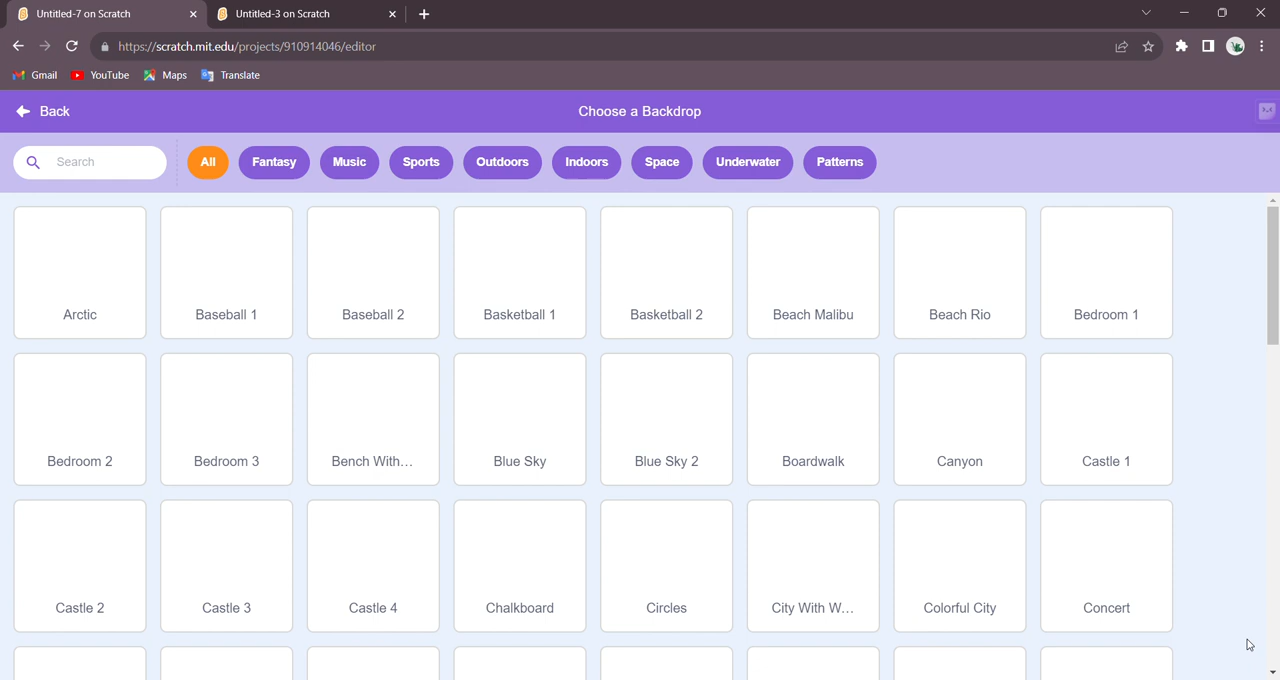 Untitled-7 on Scratch
Untitled-3 on Scratch
https://scratch.mit.edu/projects/910914046/editor
Gmail YouTube Maps Translate
Back
Choose a Backdrop
Search All Fantasy Music Sports Outdoors Indoors Space Underwater Patterns
Arctic Baseball 1 Baseball 2 Basketball 1 Basketball 2 Beach Malibu Beach Rio Bedroom 1
Bedroom 2 Bedroom 3 Bench With... Blue Sky Blue Sky 2 Boardwalk Canyon Castle 1
Castle 2 Castle 3 Castle 4 Chalkboard Circles City With W... Colorful City Concert